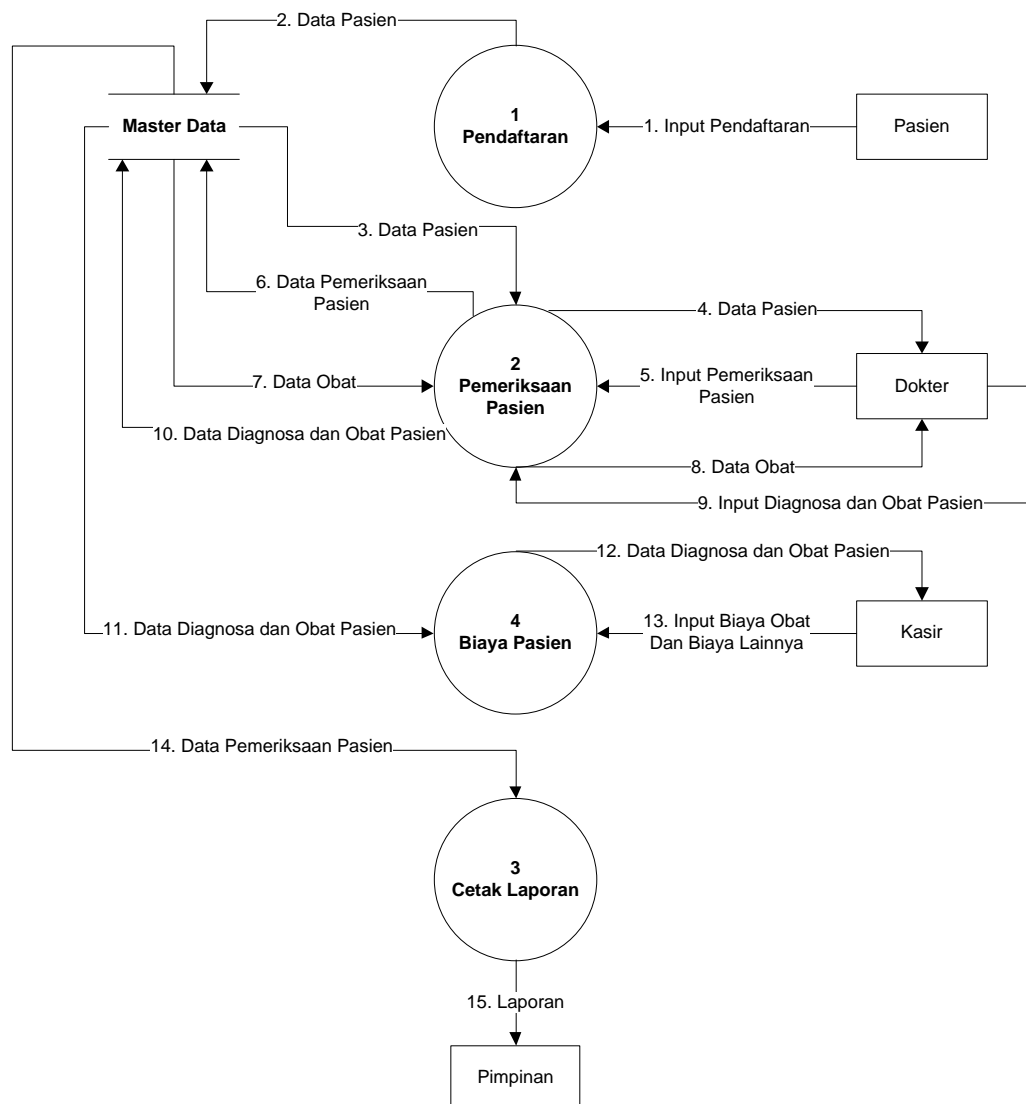 2. Data Pasien
Master Data
1
Pendaftaran
1. Input Pendaftaran
Pasien
3. Data Pasien
6. Data Pemeriksaan
Pasien
4. Data Pasien
2
Pemeriksaan
Pasien
5. Input Pemeriksaan
Pasien
Dokter
7. Data Obat
10. Data Diagnosa dan Obat Pasien
8. Data Obat
9. Input Diagnosa dan Obat Pasien
12. Data Diagnosa dan Obat Pasien
11. Data Diagnosa dan Obat Pasien
4
Biaya Pasien
13. Input Biaya Obat
Dan Biaya Lainnya
Kasir
14. Data Pemeriksaan Pasien
3
Cetak Laporan
15. Laporan
Pimpinan